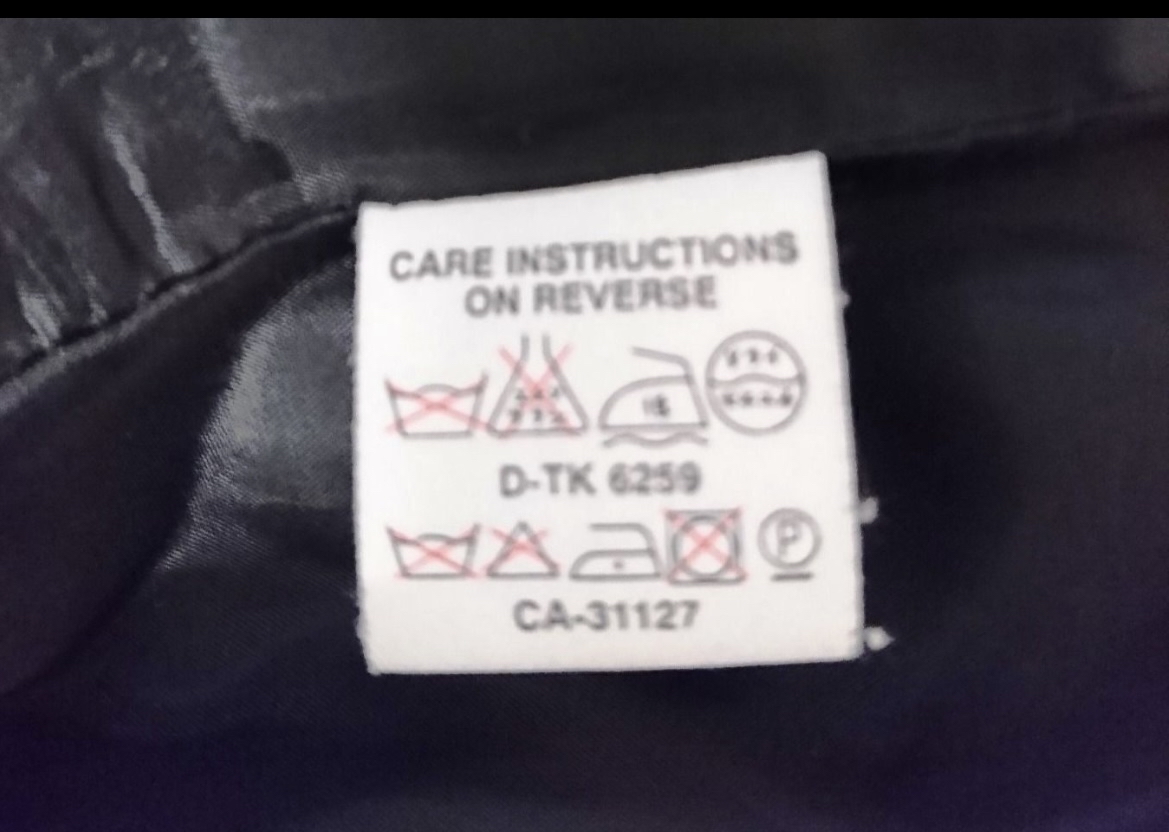 CARE INSTRUCTIONS
ON REVERSE
D-TK 6259
P
CA-31127